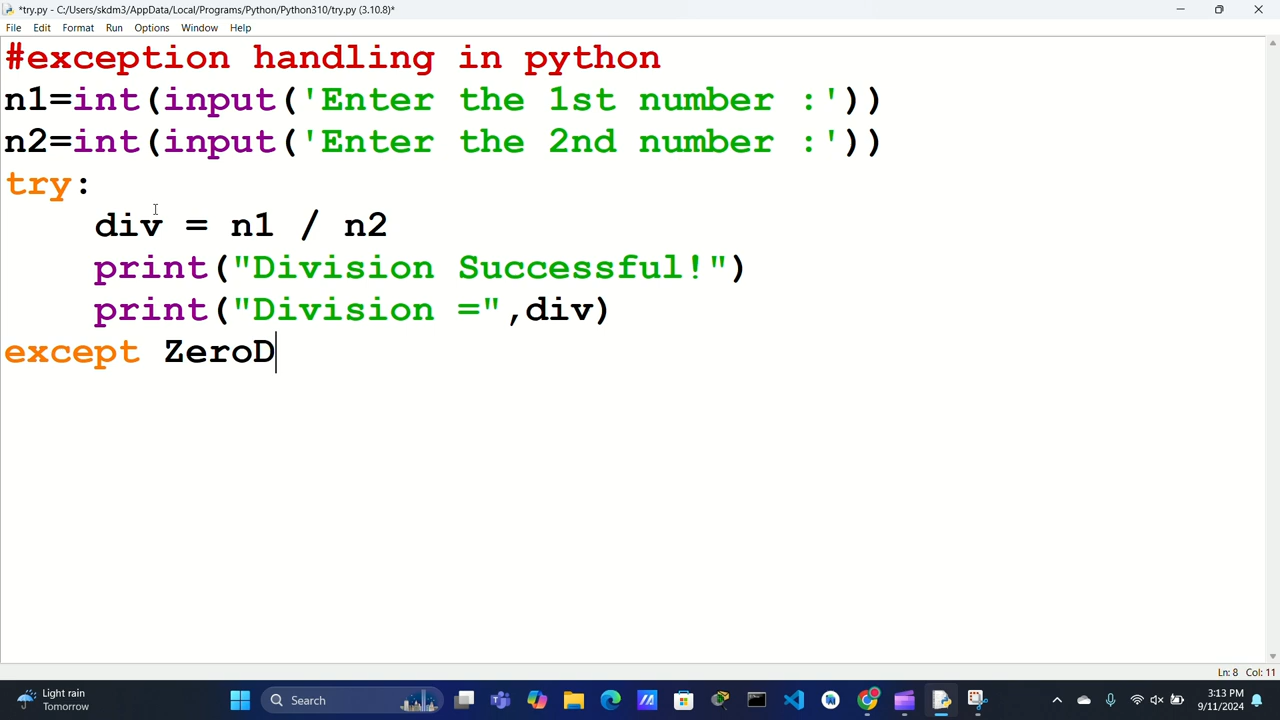 *try.py - C:/Users/skdm3/AppData/Local/Programs/Python/Python310/try.py (3.10.8)*
File Edit Format Run Options Window Help
#exception handling in python
n1=int(input('Enter the 1st number :'))
n2=int(input('Enter the 2nd number :'))
try:
    div = n1 / n2
    print("Division Successful!")
    print("Division =",div)
except ZeroD
Ln: 8 Col: 11
Light rain
Tomorrow
Search
3:13 PM
9/11/2024